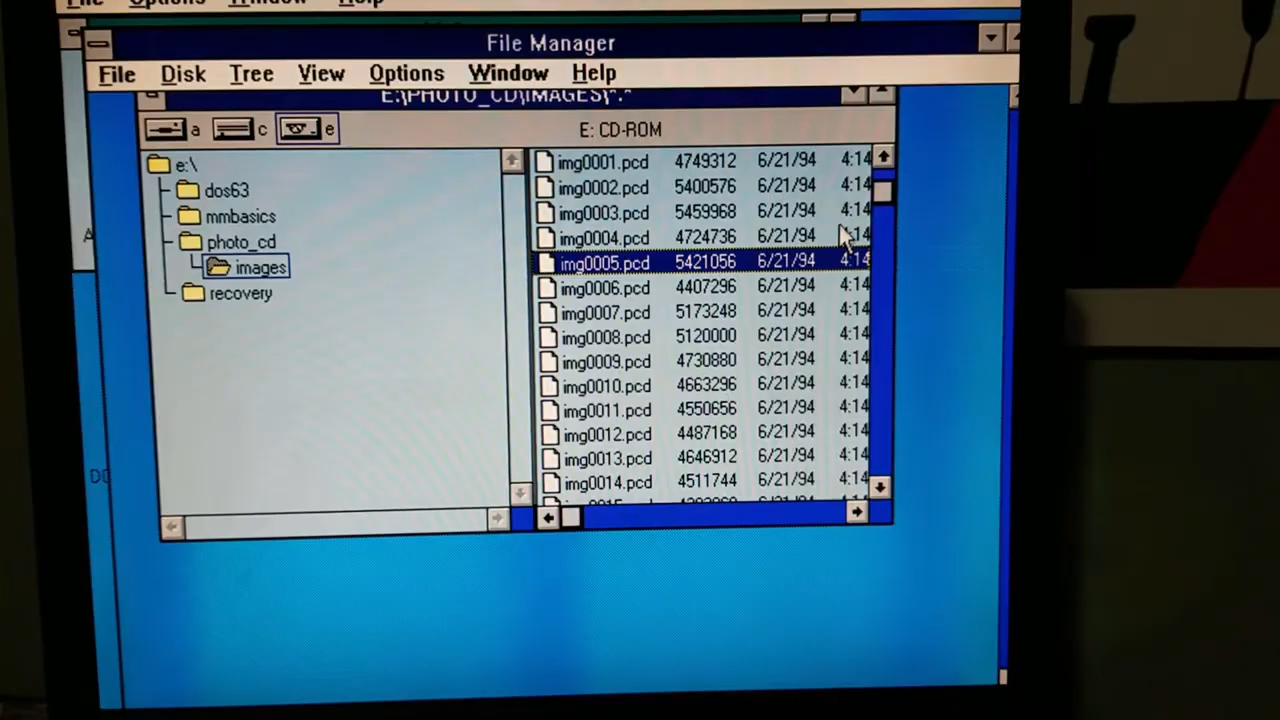 File Options Window Help
File Manager
File Disk Tree View Options Window Help
E:\PHOTO_CD\IMAGES\*.*
a c e E: CD-ROM
e:\
dos63
mmbasics
photo_cd
images
recovery
img0001.pcd 4749312 6/21/94 4:14
img0002.pcd 5400576 6/21/94 4:14
img0003.pcd 5459968 6/21/94 4:14
img0004.pcd 4724736 6/21/94 4:14
img0005.pcd 5421056 6/21/94 4:14
img0006.pcd 4407296 6/21/94 4:14
img0007.pcd 5173248 6/21/94 4:14
img0008.pcd 5120000 6/21/94 4:14
img0009.pcd 4730880 6/21/94 4:14
img0010.pcd 4663296 6/21/94 4:14
img0011.pcd 4550656 6/21/94 4:14
img0012.pcd 4487168 6/21/94 4:14
img0013.pcd 4646912 6/21/94 4:14
img0014.pcd 4511744 6/21/94 4:14